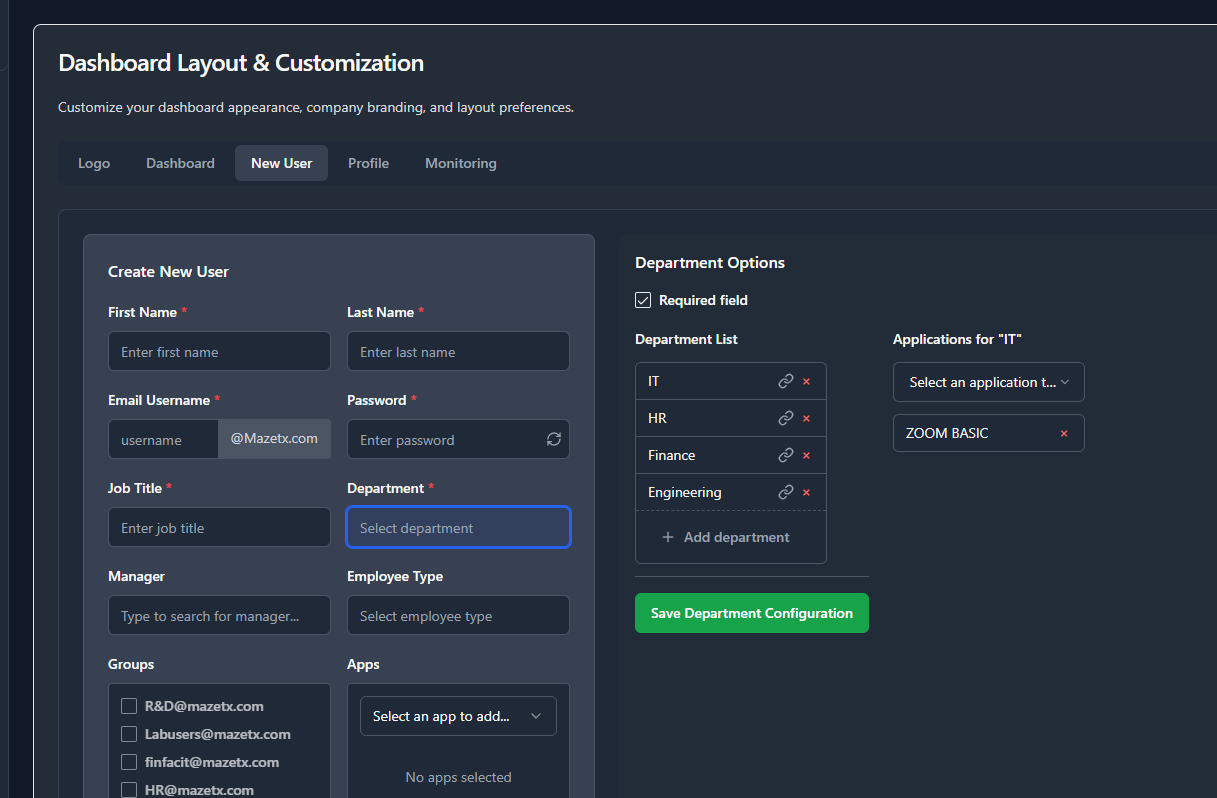 Dashboard Layout & Customization
Customize your dashboard appearance, company branding, and layout preferences.
Logo Dashboard New User Profile Monitoring
Create New User
First Name * Last Name *
Enter first name Enter last name
Email Username * Password *
username @Mazetx.com Enter password
Job Title * Department *
Enter job title Select department
Manager Employee Type
Type to search for manager... Select employee type
Groups Apps
R&D@mazetx.com
Labusers@mazetx.com
finfacit@mazetx.com
HR@mazetx.com
Select an app to add...
No apps selected
Department Options
Required field
Department List
IT
HR
Finance
Engineering
+ Add department
Save Department Configuration
Applications for "IT"
Select an application t...
ZOOM BASIC